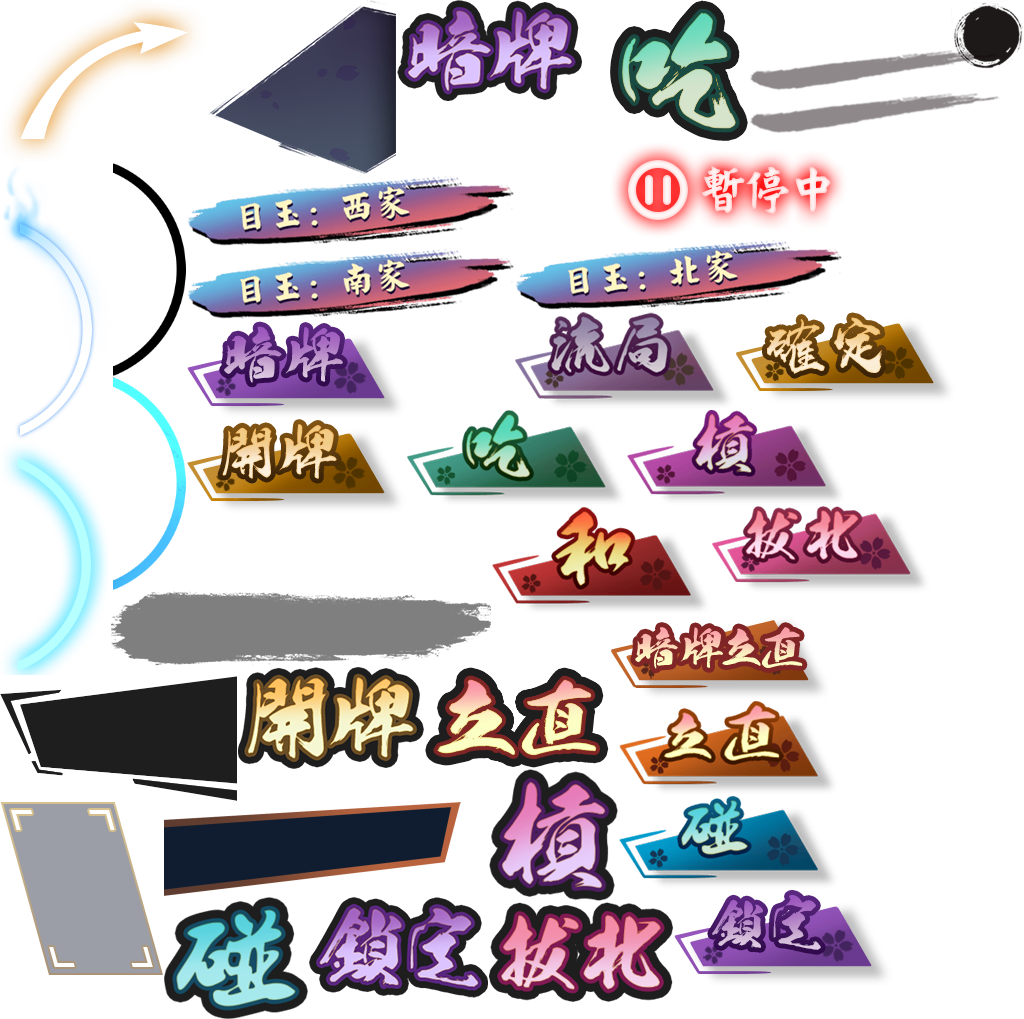 暗牌
吃
暫停中
目玉：西家
目玉：南家
目玉：北家
暗牌
流局
確定
開牌
吃
槓
和
拔北
暗牌立直
開牌
立直
立直
槓
碰
碰
鎖定
拔北
鎖定